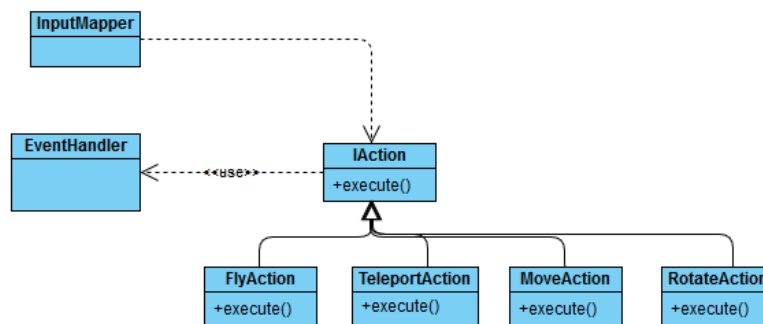 InputMapper
EventHandler
<<use>>
IAction
+execute()
FlyAction
+execute()
TeleportAction
+execute()
MoveAction
+execute()
RotateAction
+execute()